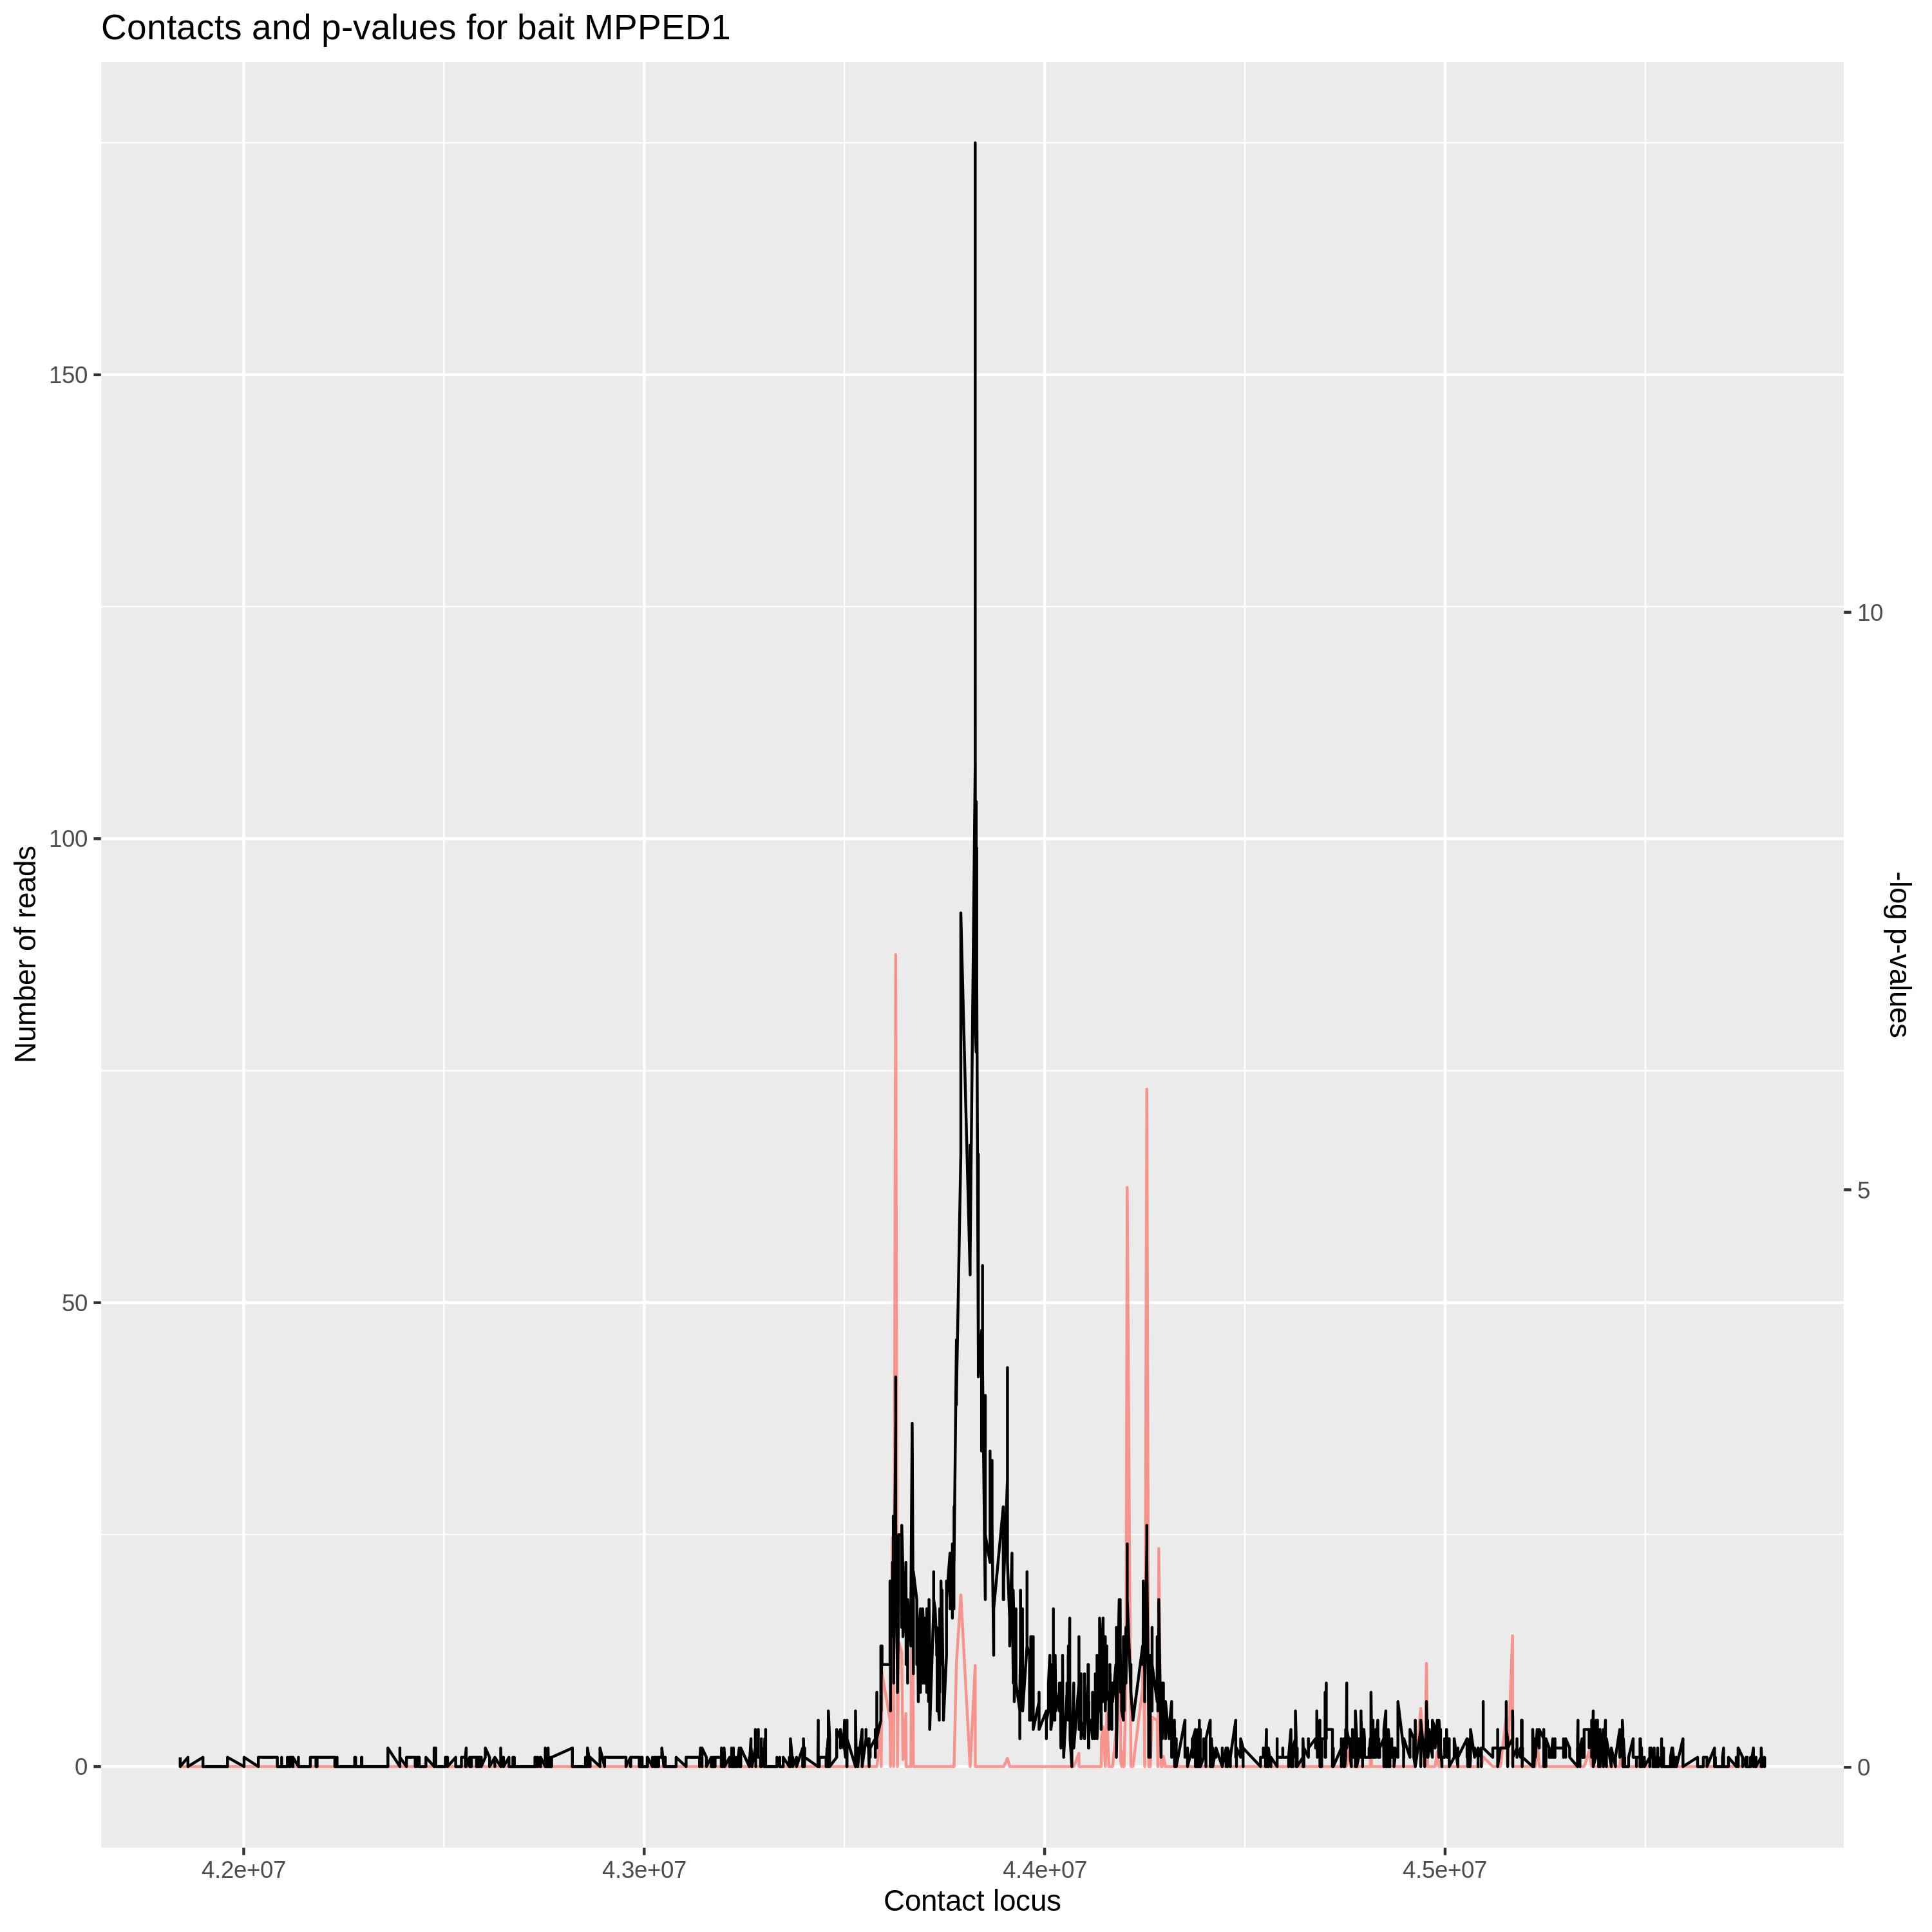 Contacts and p-values for bait MPPED1
150
100
50
0
Number of reads
10
5
0
-log p-values
4.2e+07
4.3e+07
4.4e+07
4.5e+07
Contact locus